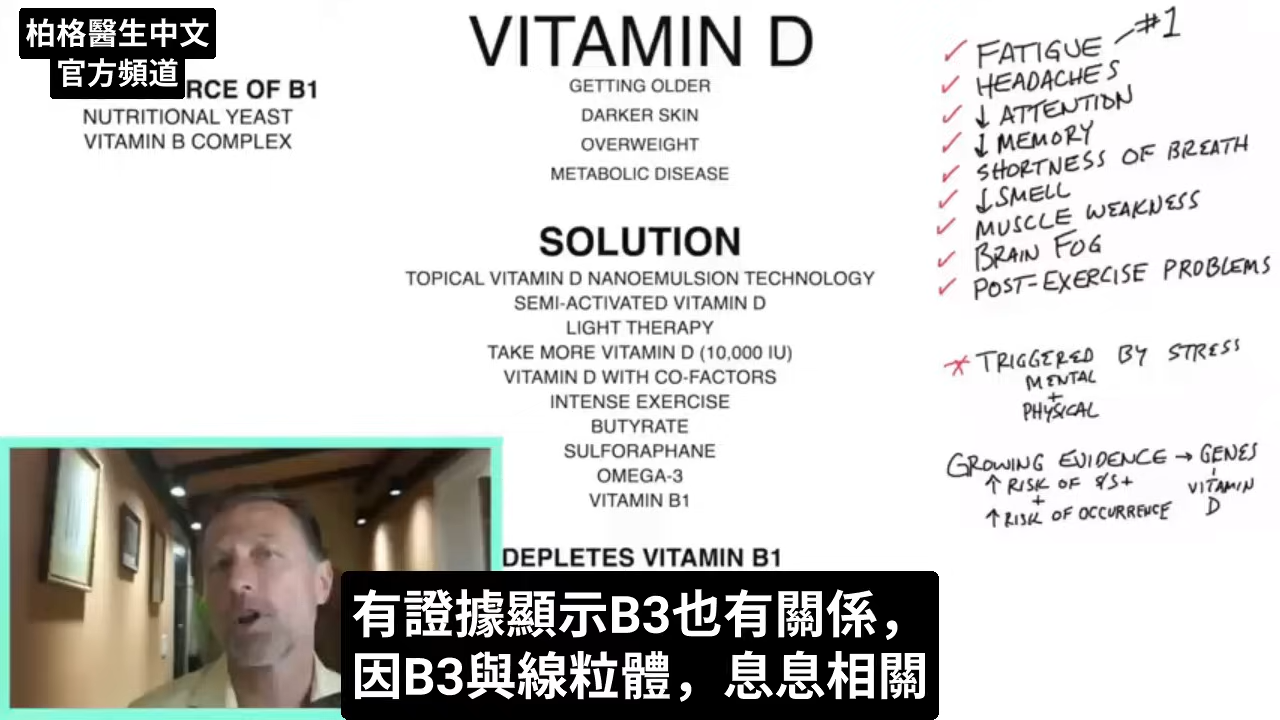 柏格醫生中文
官方頻道
RCE OF B1
NUTRITIONAL YEAST
VITAMIN B COMPLEX
VITAMIN D
GETTING OLDER
DARKER SKIN
OVERWEIGHT
METABOLIC DISEASE
SOLUTION
TOPICAL VITAMIN D NANOEMULSION TECHNOLOGY
SEMI-ACTIVATED VITAMIN D
LIGHT THERAPY
TAKE MORE VITAMIN D (10,000 IU)
VITAMIN D WITH CO-FACTORS
INTENSE EXERCISE
BUTYRATE
SULFORAPHANE
OMEGA-3
VITAMIN B1
DEPLETES VITAMIN B1
✓ FATIGUE — #1
✓ HEADACHES
✓ ↓ ATTENTION
✓ ↓ MEMORY
✓ SHORTNESS OF BREATH
✓ ↓ SMELL
✓ MUSCLE WEAKNESS
✓ BRAIN FOG
✓ POST-EXERCISE PROBLEMS
* TRIGGERED BY STRESS
MENTAL
+
PHYSICAL
GROWING EVIDENCE → GENES
↑ RISK OF S/S+
+
↑ RISK OF OCCURRENCE
VITAMIN
D
有證據顯示B3也有關係，
因B3與線粒體，息息相關